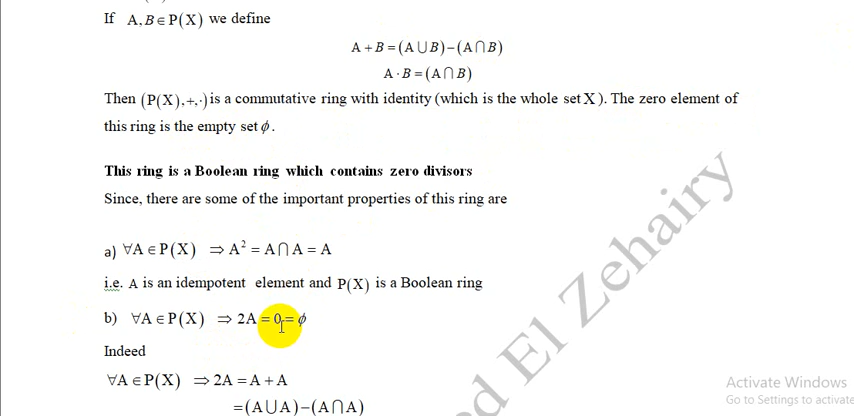 If A,B∈P(X) we define
A+B=(A⋃B)−(A⋂B)
A·B=(A⋂B)
Then (P(X),+,·) is a commutative ring with identity (which is the whole set X). The zero element of
this ring is the empty set ϕ.
This ring is a Boolean ring which contains zero divisors
Since, there are some of the important properties of this ring are
a) ∀A∈P(X) ⇒A²=A⋂A=A
i.e. A is an idempotent element and P(X) is a Boolean ring
b) ∀A∈P(X) ⇒2A=0=ϕ
Indeed
∀A∈P(X) ⇒2A=A+A
=(A⋃A)−(A⋂A)
ed El Zehairy
Activate Windows
Go to Settings to activate